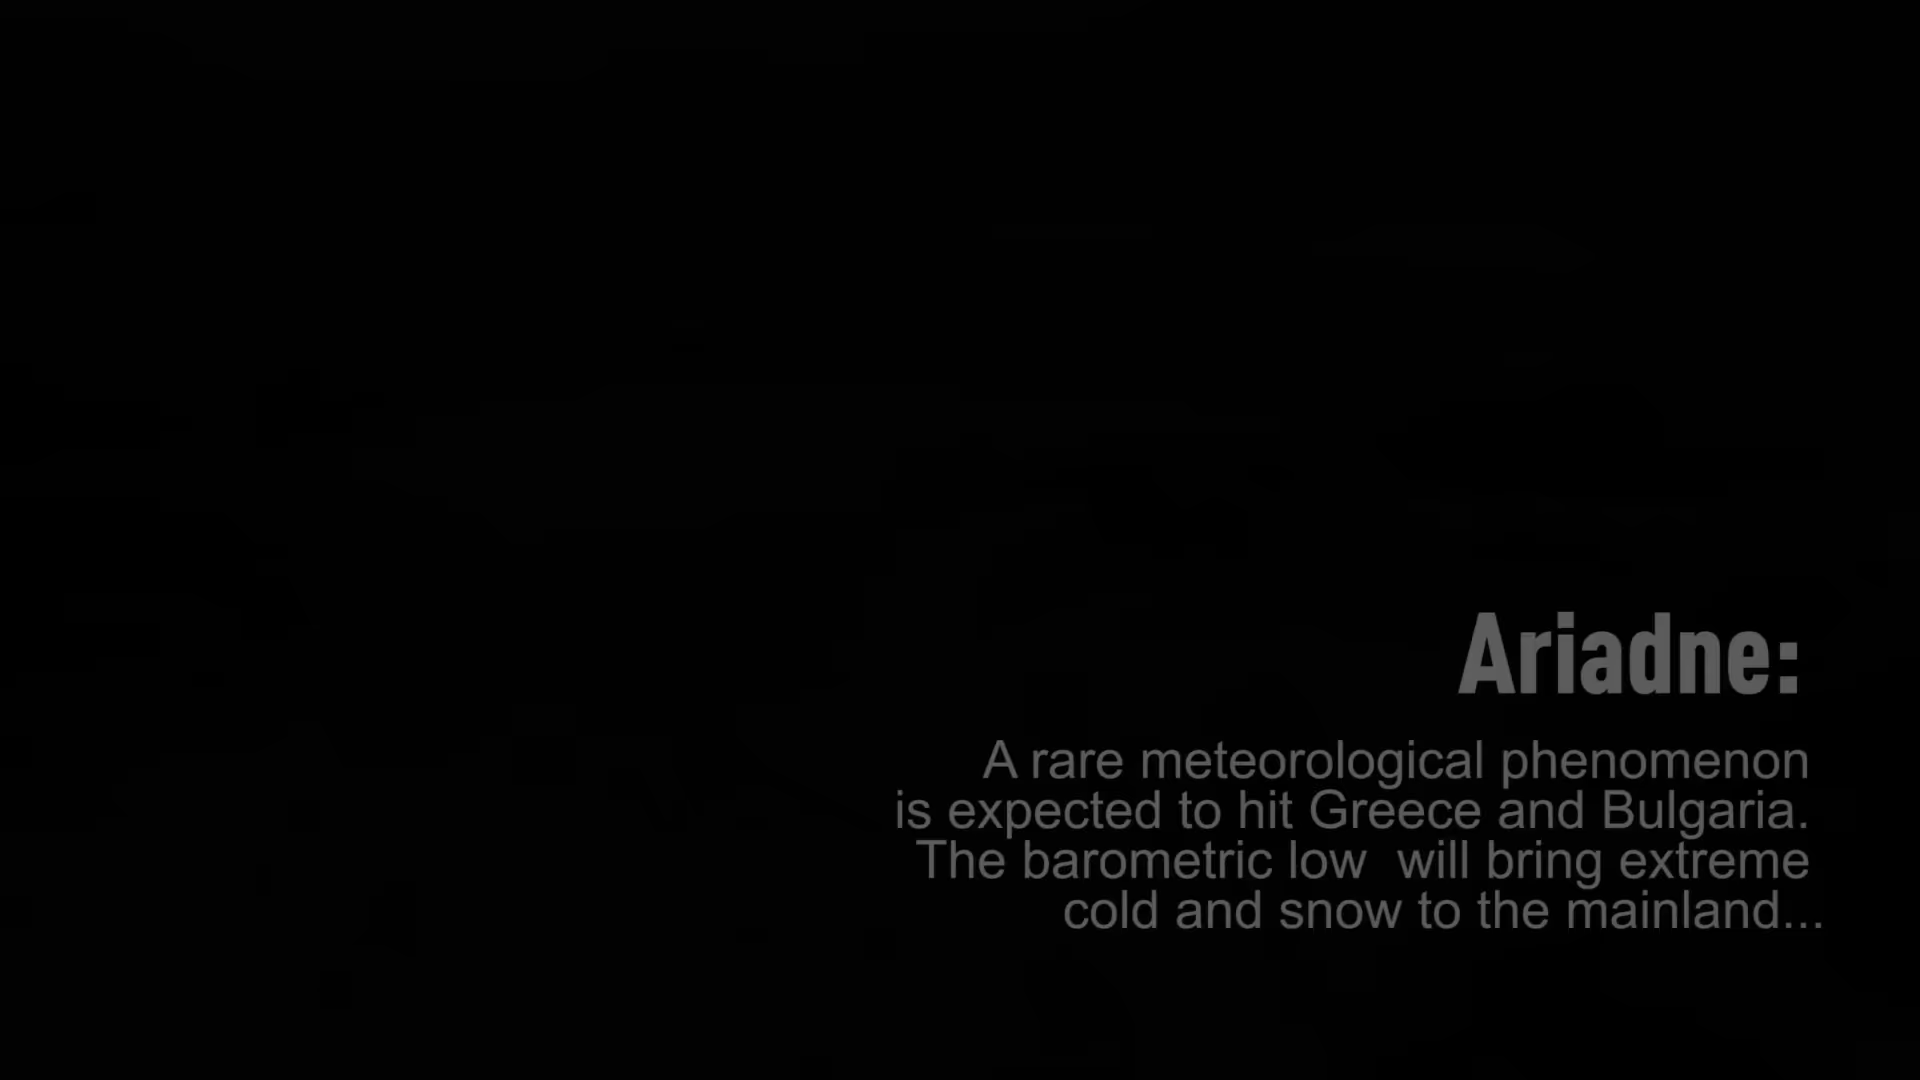 Ariadne:
A rare meteorological phenomenon
is expected to hit Greece and Bulgaria.
The barometric low  will bring extreme
cold and snow to the mainland...